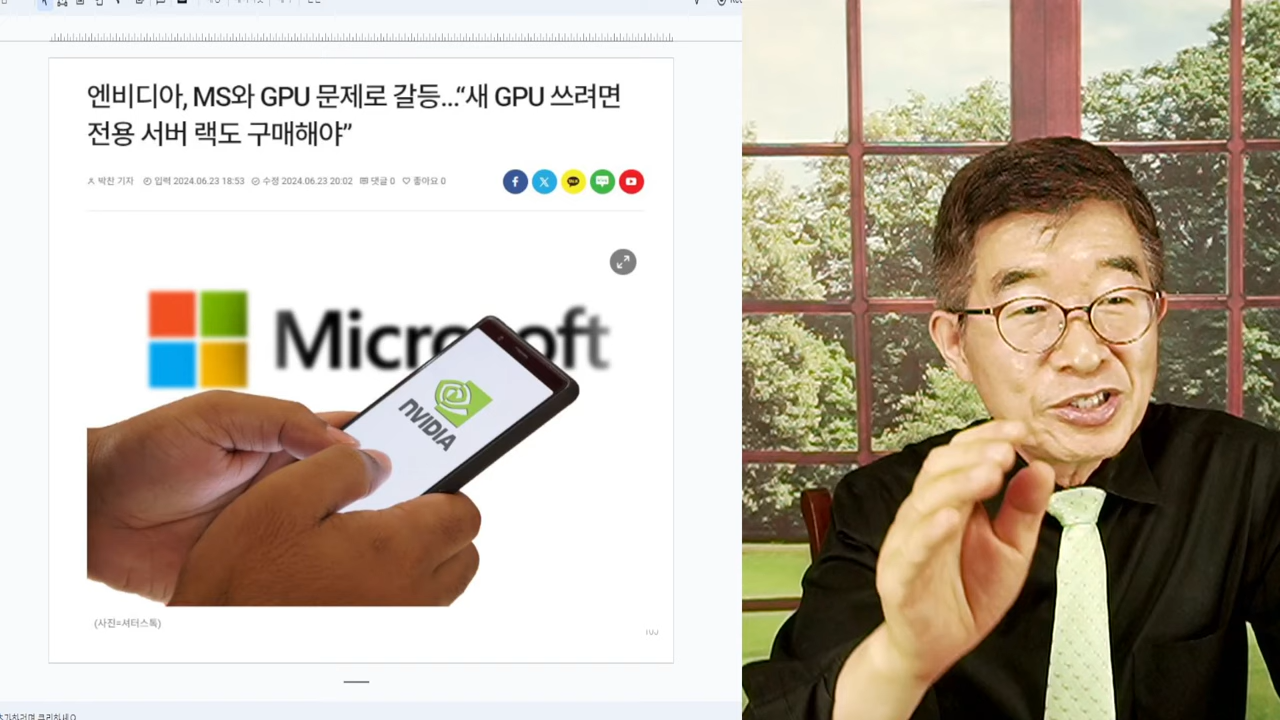 엔비디아, MS와 GPU 문제로 갈등…“새 GPU 쓰려면
전용 서버 랙도 구매해야”
박찬 기자 입력 2024.06.23 18:53 수정 2024.06.23 20:02 댓글 0 좋아요 0
Microsoft
NVIDIA
(사진=셔터스톡)